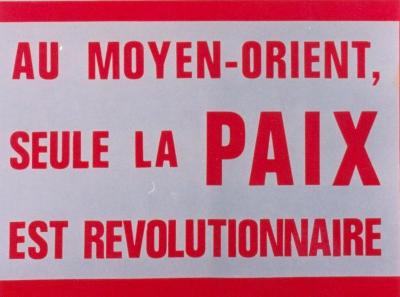 AU MOYEN-ORIENT,
SEULE LA PAIX
EST REVOLUTIONNAIRE